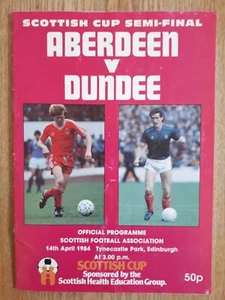 SCOTTISH CUP SEMI-FINAL
ABERDEEN
V
DUNDEE
OFFICIAL PROGRAMME
SCOTTISH FOOTBALL ASSOCIATION
14th April 1984 Tynecastle Park, Edinburgh
At 3.00 p.m.
SCOTTISH CUP
Sponsored by the
Scottish Health Education Group.
50p